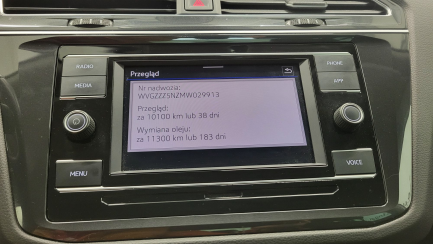 RADIO
MEDIA
MENU
Przegląd
Nr nadwozia:
WVGZZZ5NZMW029913
Przegląd:
za 10100 km lub 38 dni
Wymiana oleju:
za 11300 km lub 183 dni
PHONE
APP
VOICE